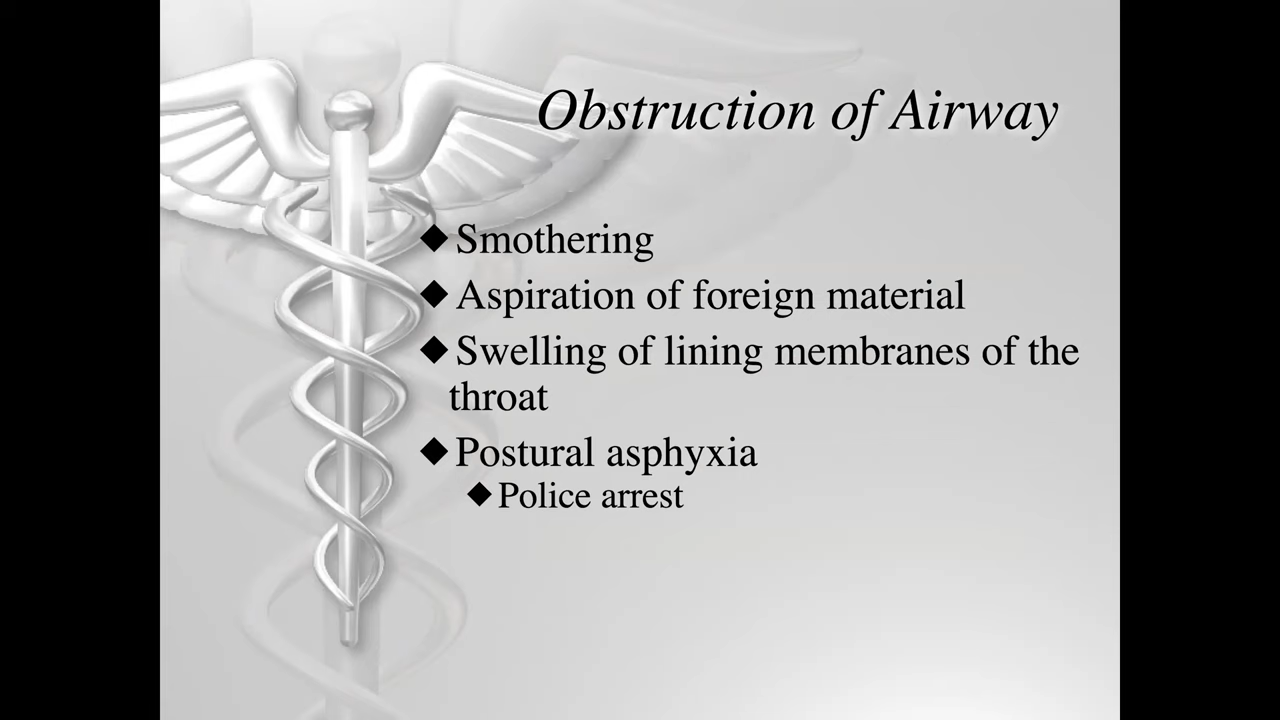 Obstruction of Airway
◆Smothering
◆Aspiration of foreign material
◆Swelling of lining membranes of the
throat
◆Postural asphyxia
◆Police arrest